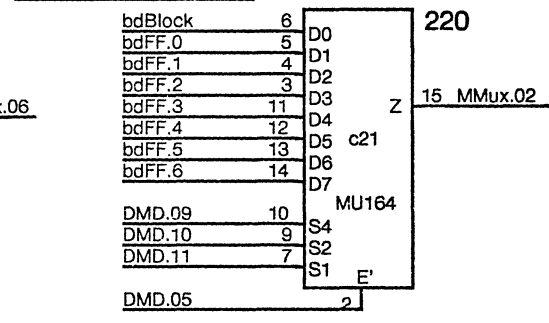 220
bdBlock 6 D0
bdFF.0 5 D1
bdFF.1 4 D2
bdFF.2 3 D3
bdFF.3 11 D4
bdFF.4 12 D5
bdFF.5 13 D6
bdFF.6 14 D7
.06
Z 15 MMux.02
c21
MU164
DMD.09 10 S4
DMD.10 9 S2
DMD.11 7 S1
E'
DMD.05 2